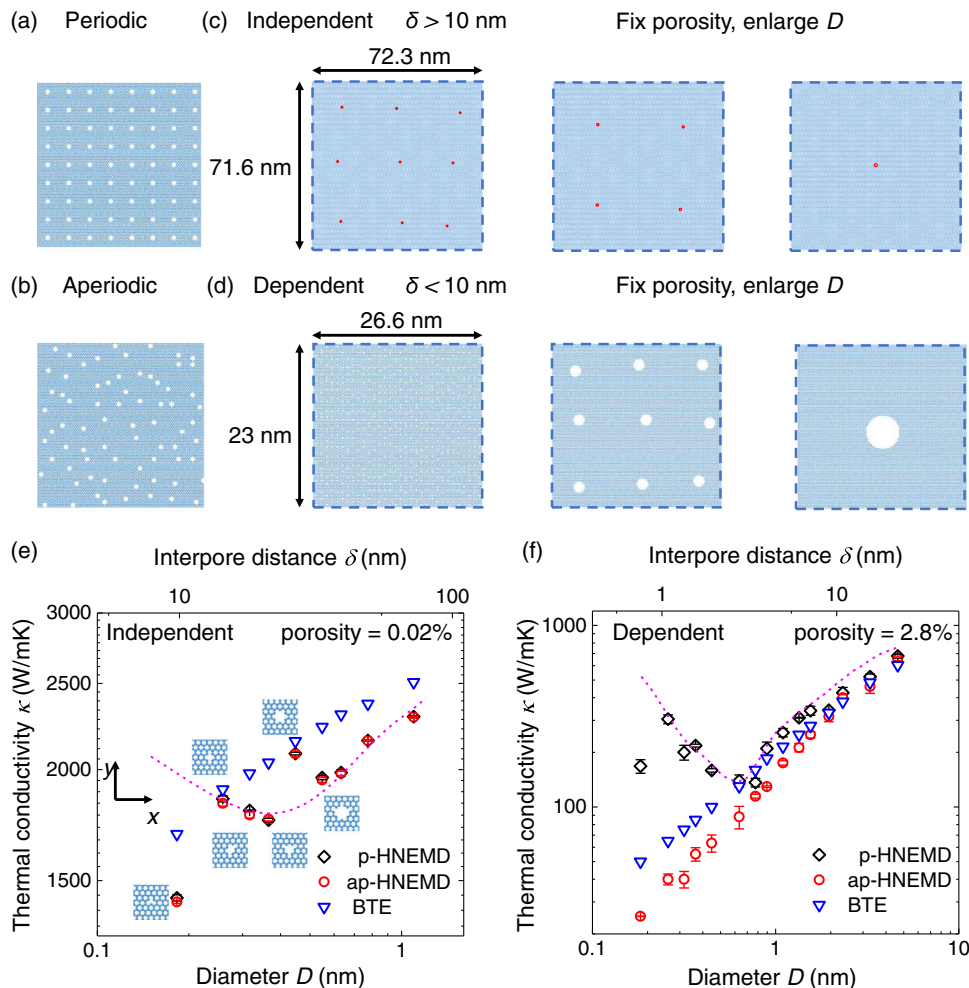 (a) Periodic
(c) Independent δ > 10 nm
Fix porosity, enlarge D
72.3 nm
71.6 nm
(b) Aperiodic
(d) Dependent δ < 10 nm
Fix porosity, enlarge D
26.6 nm
23 nm
(e)
Interpore distance δ (nm)
10 100
3000
Independent porosity = 0.02%
2500
2000
1500
Thermal conductivity κ (W/mK)
y
x
p-HNEMD
ap-HNEMD
BTE
0.1 1
Diameter D (nm)
(f)
Interpore distance δ (nm)
1 10
1000
Dependent porosity = 2.8%
100
Thermal conductivity κ (W/mK)
p-HNEMD
ap-HNEMD
BTE
0.1 1 10
Diameter D (nm)